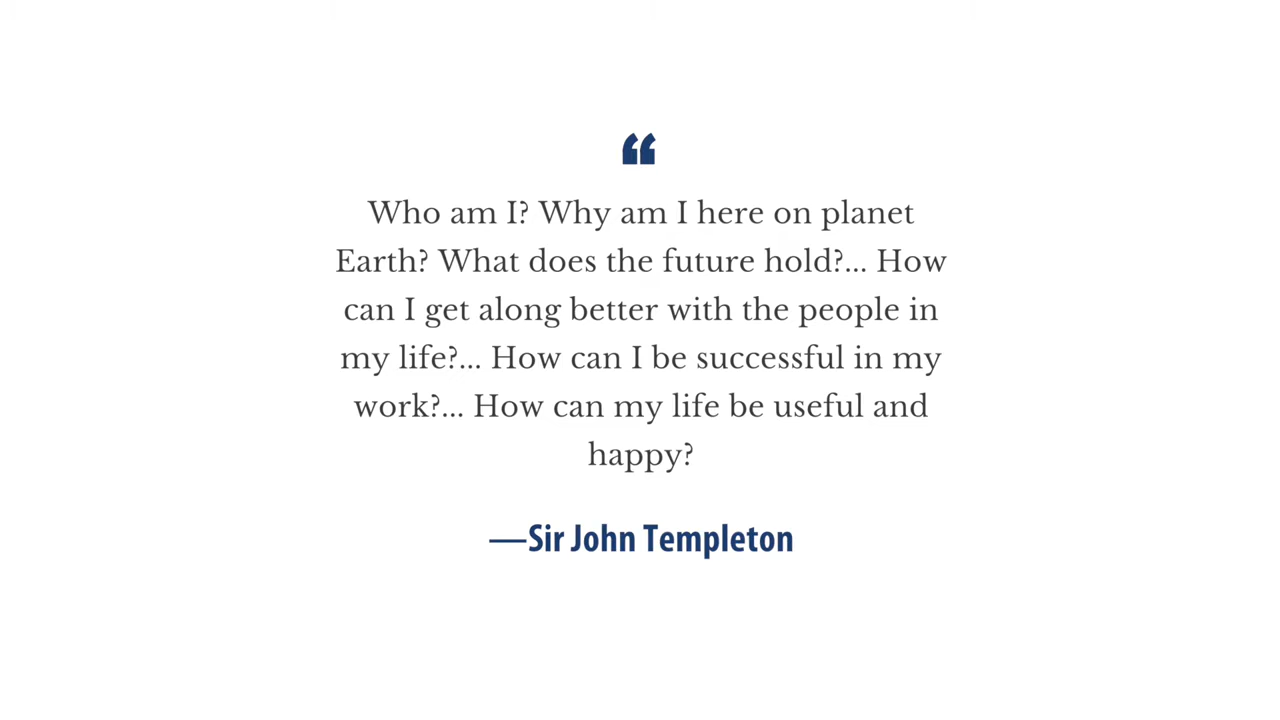 “
Who am I? Why am I here on planet
Earth? What does the future hold?... How
can I get along better with the people in
my life?... How can I be successful in my
work?... How can my life be useful and
happy?
—Sir John Templeton